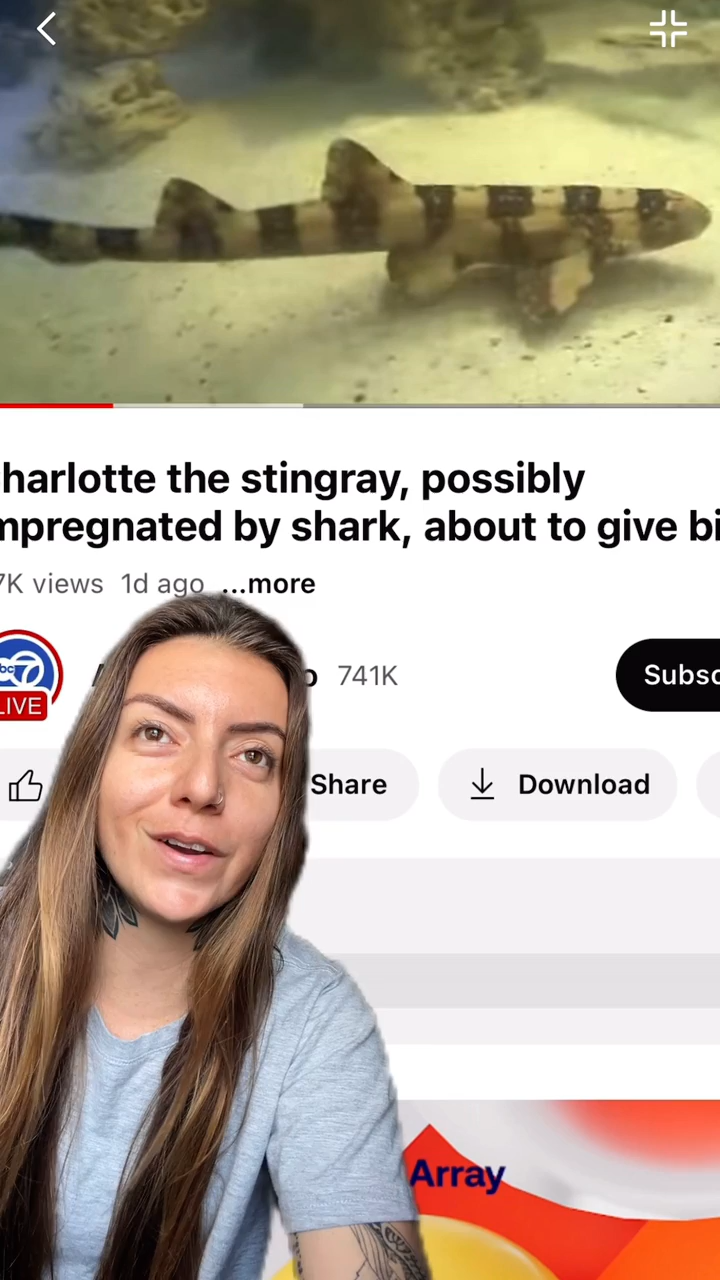 harlotte the stingray, possibly
mpregnated by shark, about to give bi
7K views 1d ago ...more
bc7
LIVE
741K
Subsc
Share
Download
Array